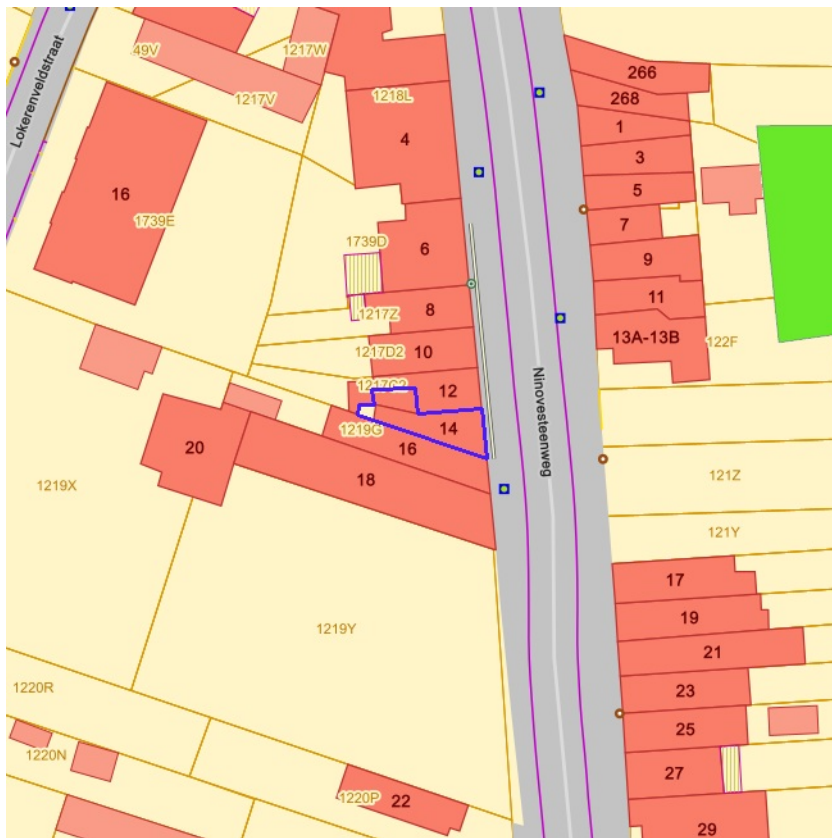 Lokerenveldstraat
49V
1217W
1217V
1218L
4
266
268
1
3
5
7
9
11
13A-13B
122F
16
1739E
1739D
6
8
1217Z
10
1217D2
12
1217C2
14
1219G
16
18
20
1219X
Ninovesteenweg
121Z
121Y
17
19
21
23
25
27
29
1219Y
1220R
1220N
1220P
22